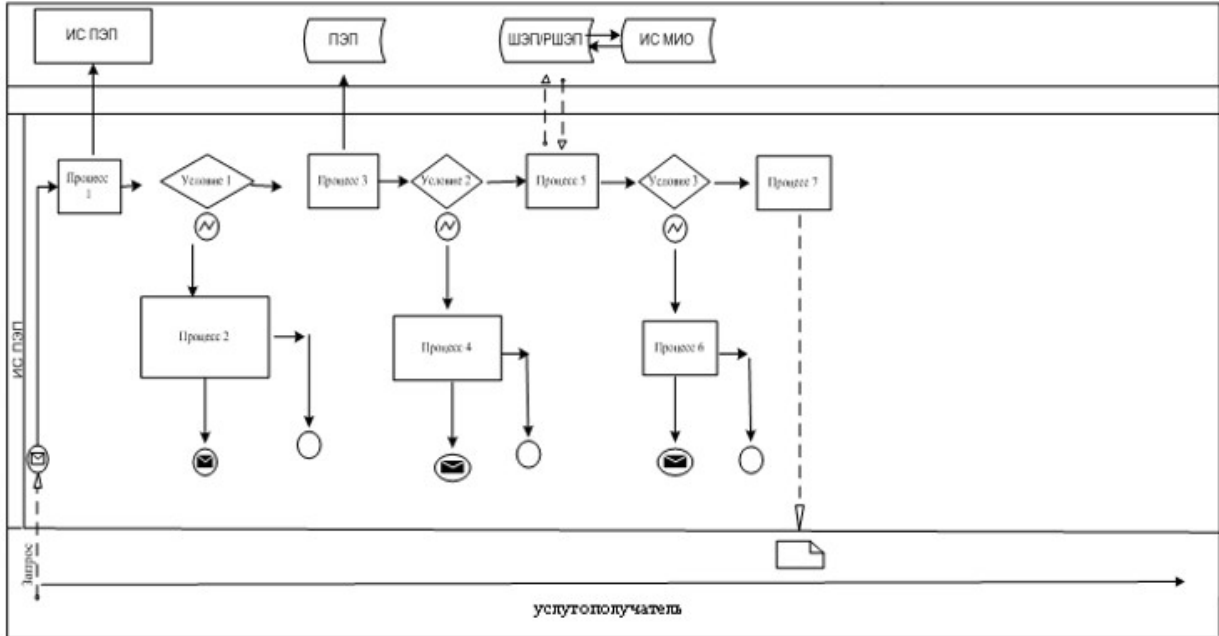 ИС ПЭП
ПЭП
ШЭП/РШЭП
ИС МИО
Процесс
1
Условие 1
Процесс 3
Условие 2
Процесс 5
Условие 3
Процесс 7
Процесс 2
Процесс 4
Процесс 6
ИС ПЭП
Запрос
услугополучатель